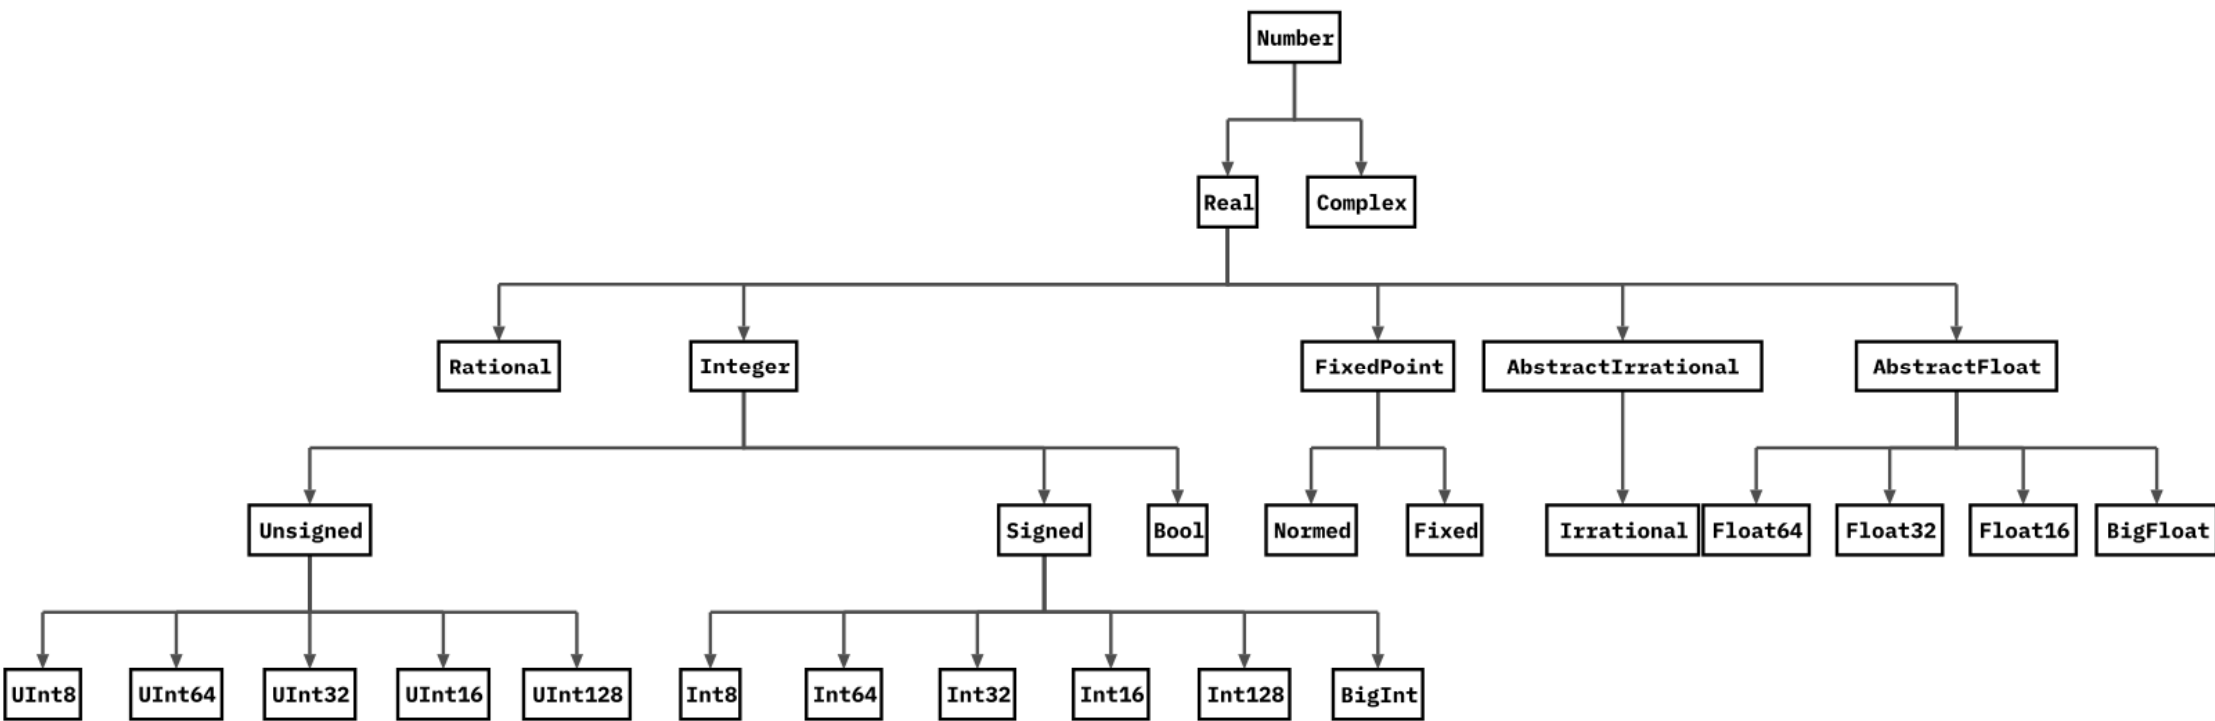 Number
Real Complex
Rational Integer FixedPoint AbstractIrrational AbstractFloat
Unsigned Signed Bool Normed Fixed Irrational Float64 Float32 Float16 BigFloat
UInt8 UInt64 UInt32 UInt16 UInt128 Int8 Int64 Int32 Int16 Int128 BigInt